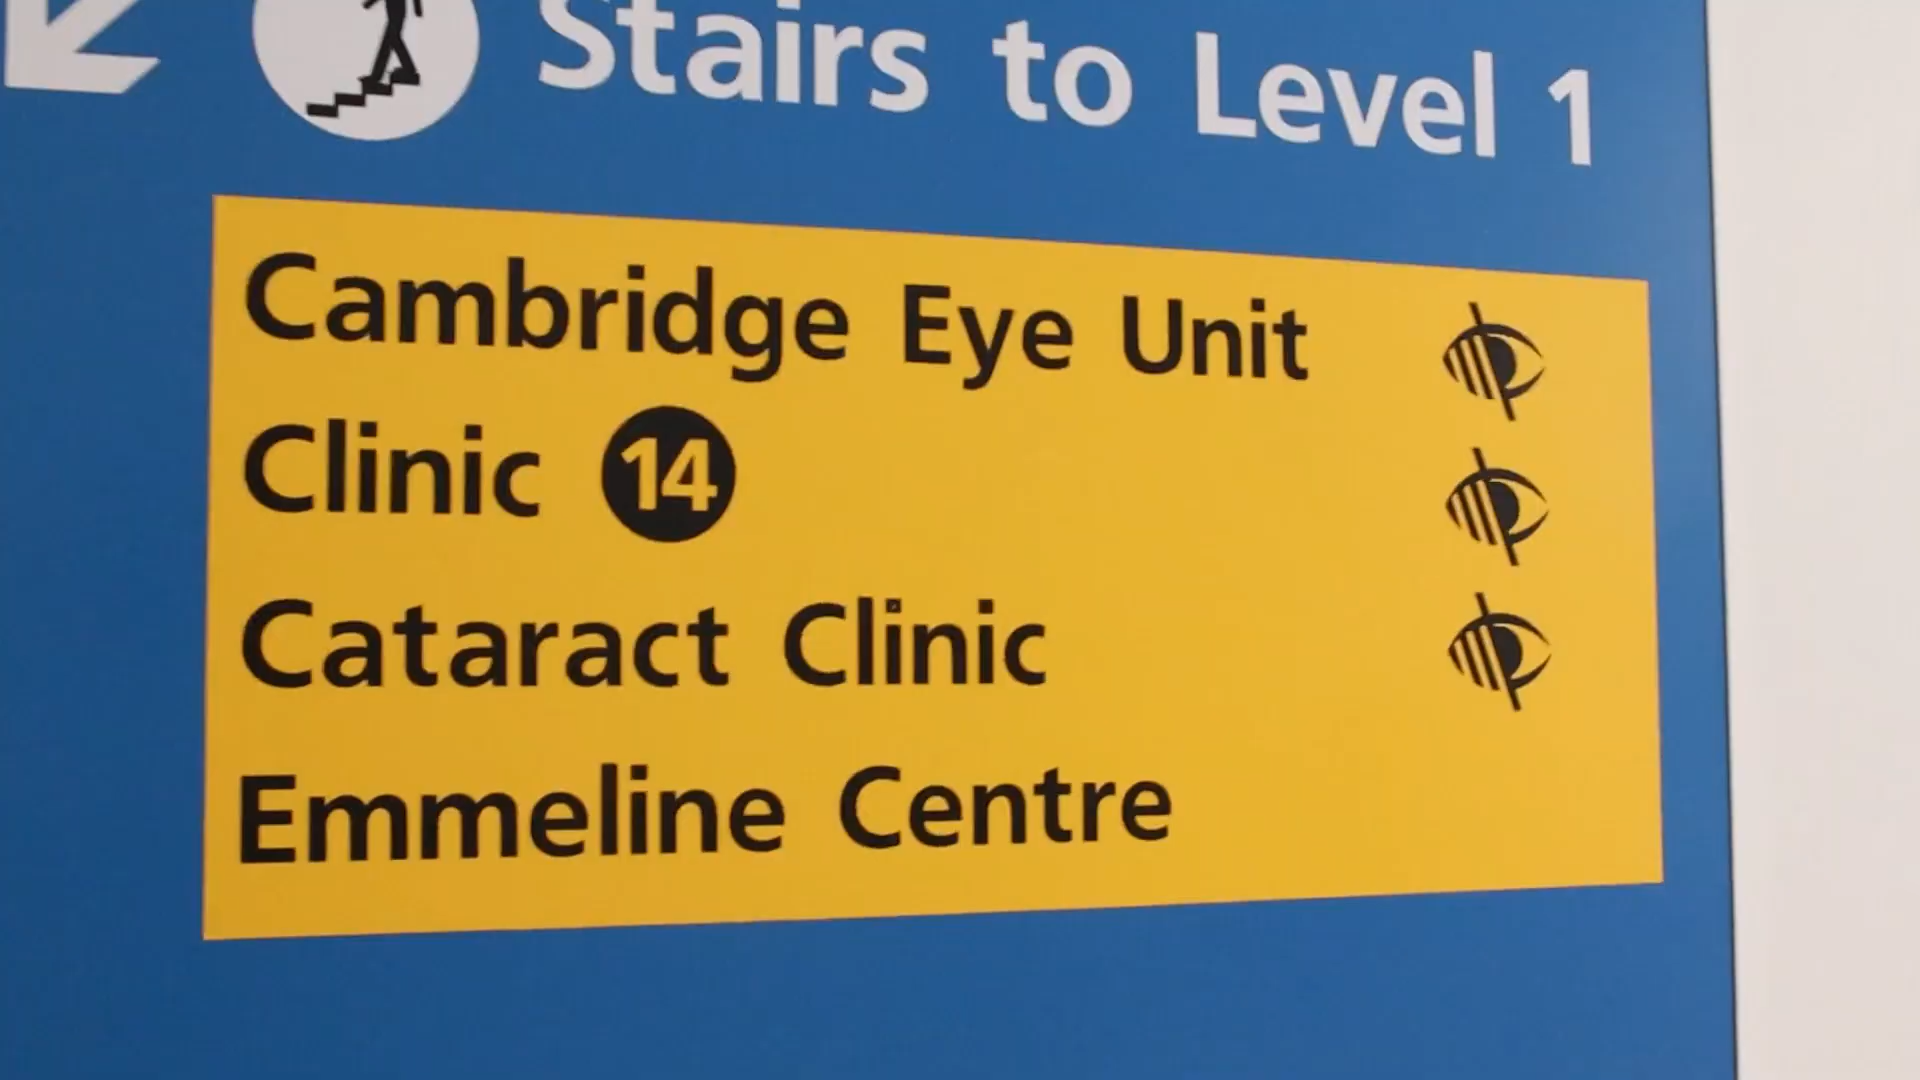 Stairs to Level 1
Cambridge Eye Unit
Clinic 14
Cataract Clinic
Emmeline Centre